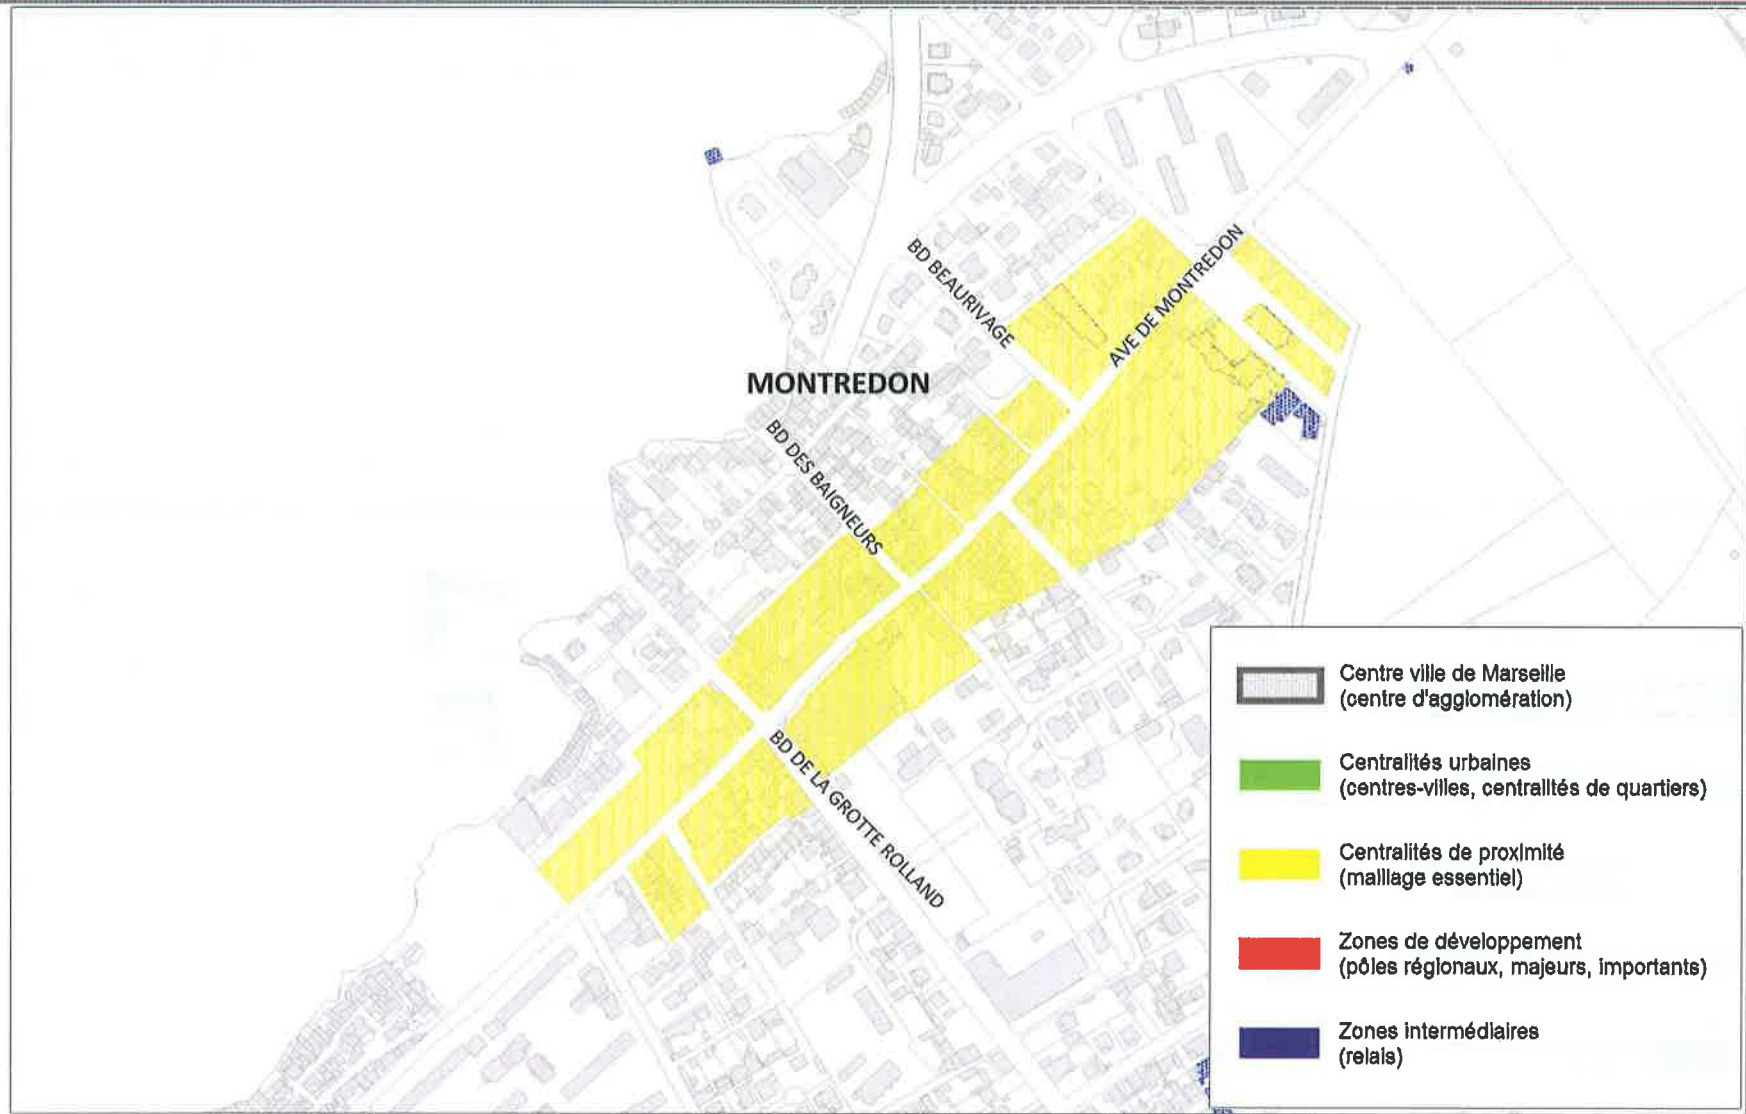 BD BEAURIVAGE
AVE DE MONTREDON
MONTREDON
BD DES BAIGNEURS
BD DE LA GROTTE ROLLAND
Centre ville de Marseille
(centre d'agglomération)
Centralités urbaines
(centres-villes, centralités de quartiers)
Centralités de proximité
(maillage essentiel)
Zones de développement
(pôles régionaux, majeurs, importants)
Zones intermédiaires
(relais)